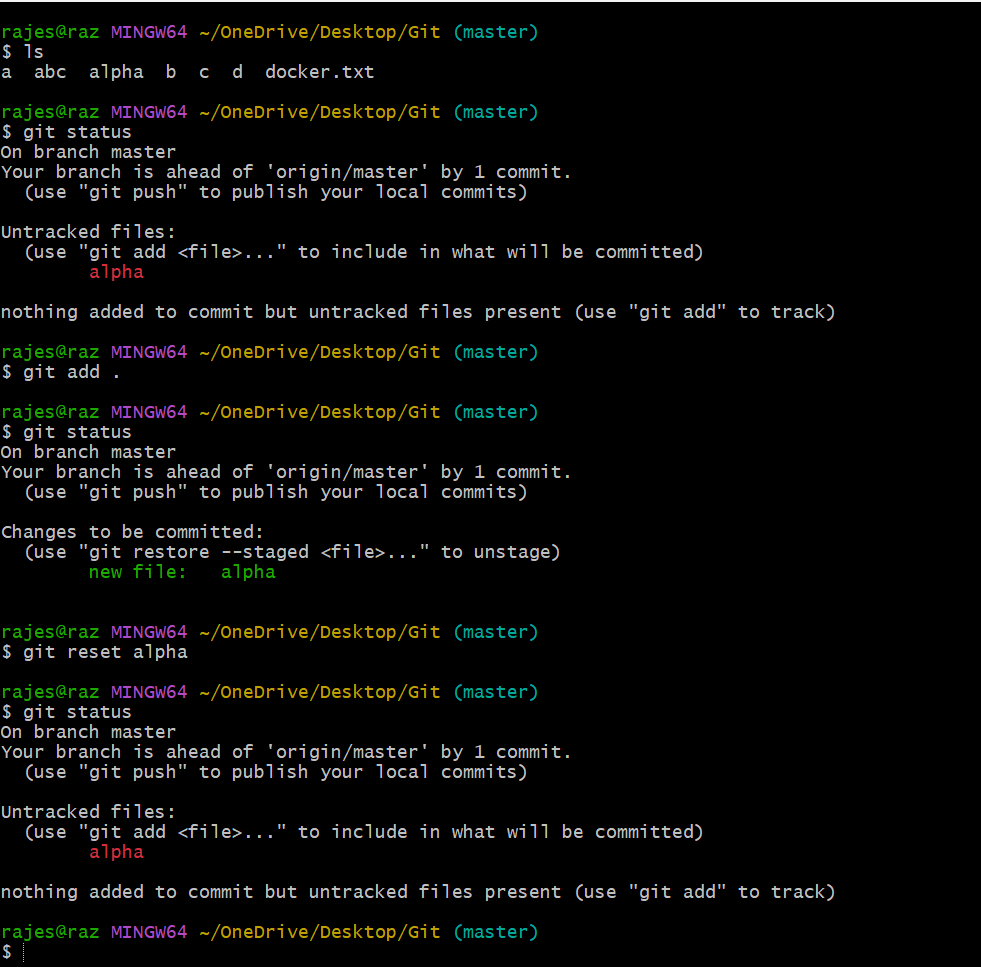 rajes@raz MINGW64 ~/OneDrive/Desktop/Git (master)
$ ls
a  abc  alpha  b  c  d  docker.txt
rajes@raz MINGW64 ~/OneDrive/Desktop/Git (master)
$ git status
On branch master
Your branch is ahead of 'origin/master' by 1 commit.
  (use "git push" to publish your local commits)
Untracked files:
  (use "git add <file>..." to include in what will be committed)
        alpha
nothing added to commit but untracked files present (use "git add" to track)
rajes@raz MINGW64 ~/OneDrive/Desktop/Git (master)
$ git add .
rajes@raz MINGW64 ~/OneDrive/Desktop/Git (master)
$ git status
On branch master
Your branch is ahead of 'origin/master' by 1 commit.
  (use "git push" to publish your local commits)
Changes to be committed:
  (use "git restore --staged <file>..." to unstage)
        new file:   alpha
rajes@raz MINGW64 ~/OneDrive/Desktop/Git (master)
$ git reset alpha
rajes@raz MINGW64 ~/OneDrive/Desktop/Git (master)
$ git status
On branch master
Your branch is ahead of 'origin/master' by 1 commit.
  (use "git push" to publish your local commits)
Untracked files:
  (use "git add <file>..." to include in what will be committed)
        alpha
nothing added to commit but untracked files present (use "git add" to track)
rajes@raz MINGW64 ~/OneDrive/Desktop/Git (master)
$